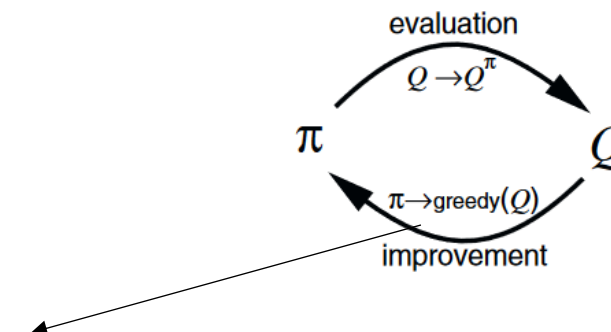 evaluation
Q →Q^π
π
Q
π→greedy(Q)
improvement